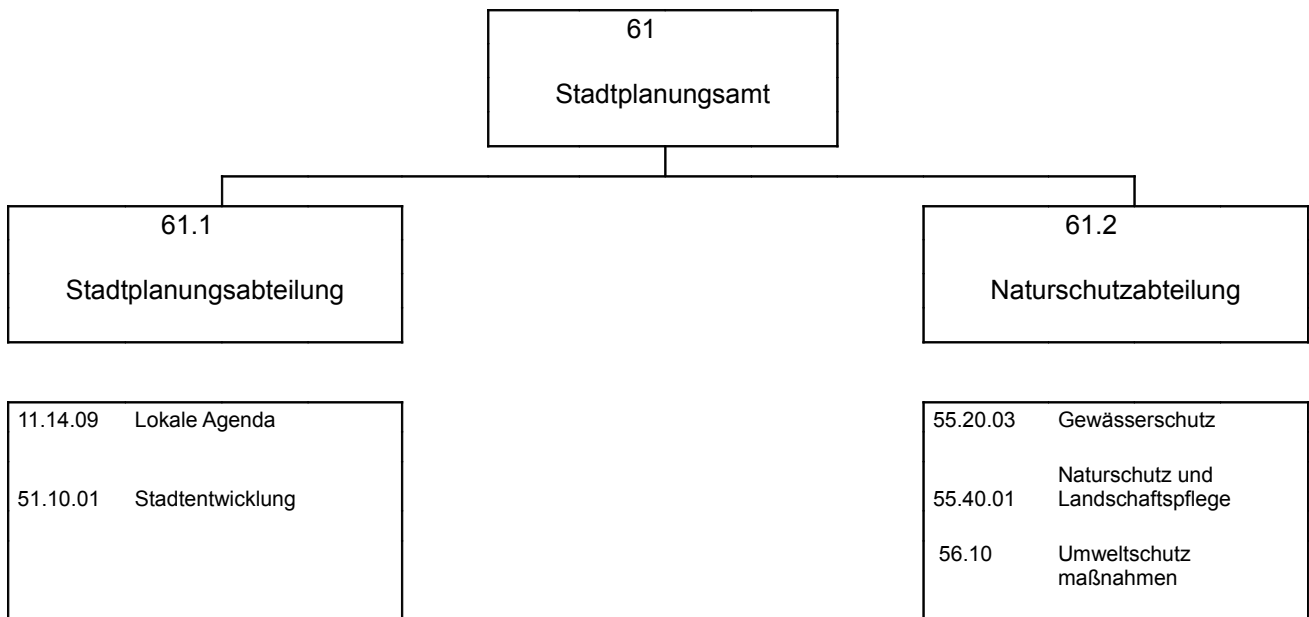 61
Stadtplanungsamt
61.1
Stadtplanungsabteilung
61.2
Naturschutzabteilung
11.14.09 Lokale Agenda
51.10.01 Stadtentwicklung
55.20.03 Gewässerschutz
Naturschutz und
55.40.01 Landschaftspflege
56.10 Umweltschutz
maßnahmen